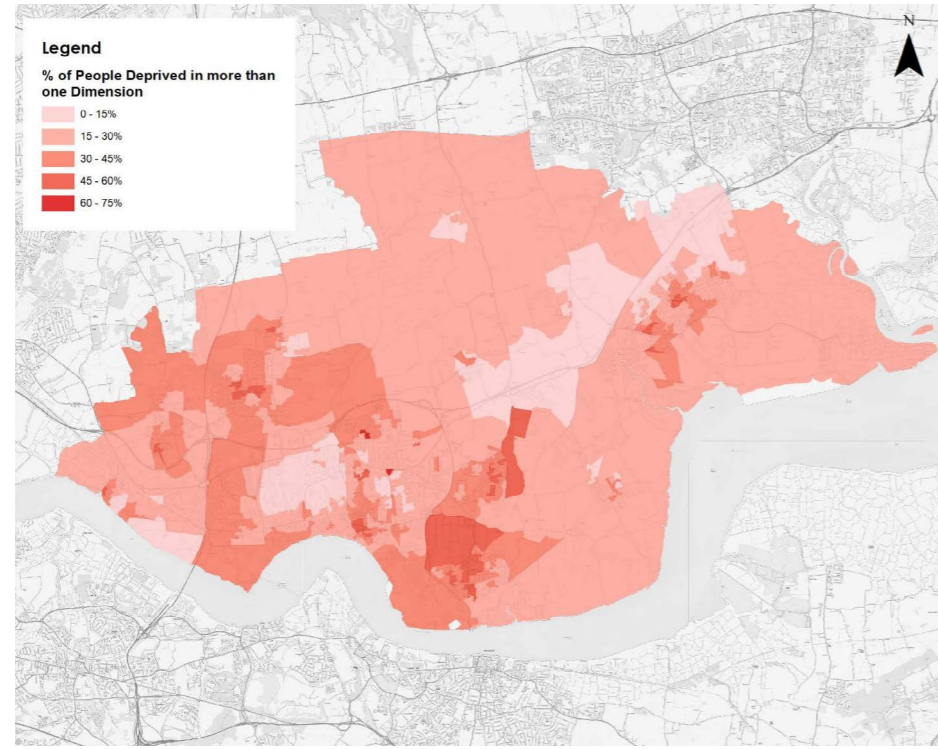 Legend
% of People Deprived in more than
one Dimension
0 - 15%
15 - 30%
30 - 45%
45 - 60%
60 - 75%
N